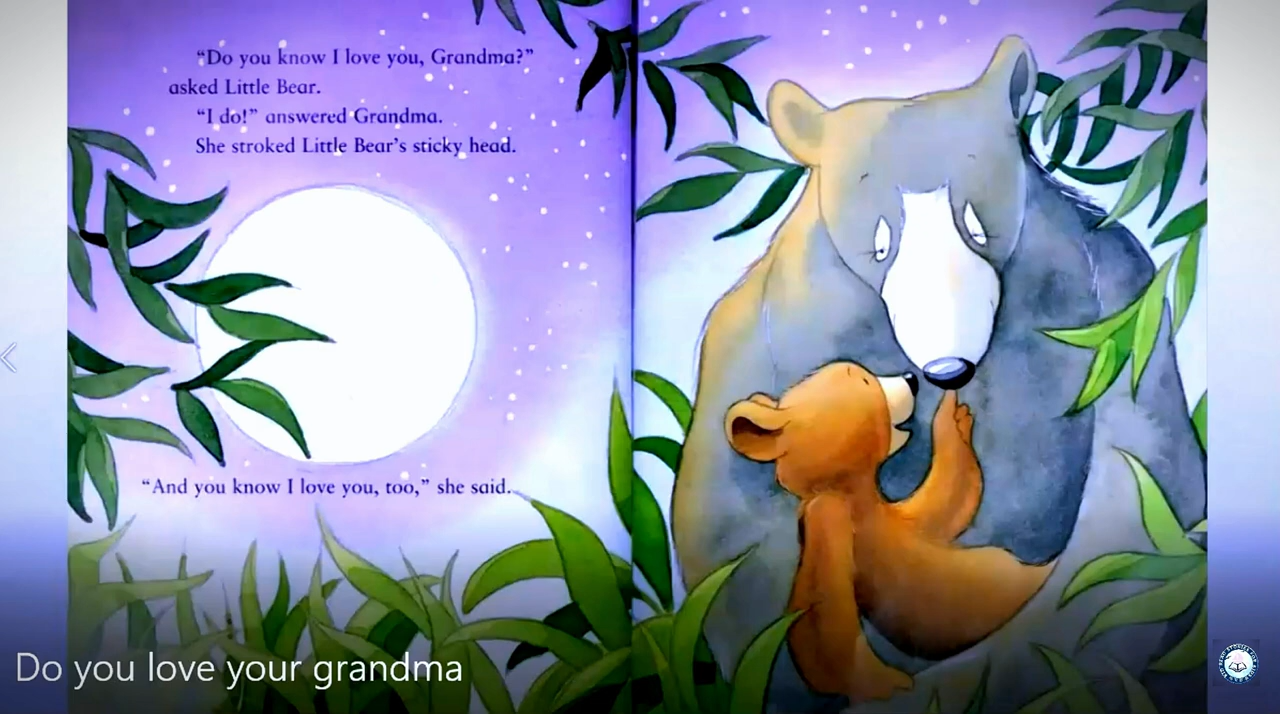 “Do you know I love you, Grandma?”
asked Little Bear.
“I do!” answered Grandma.
She stroked Little Bear’s sticky head.
“And you know I love you, too,” she said.
Do you love your grandma